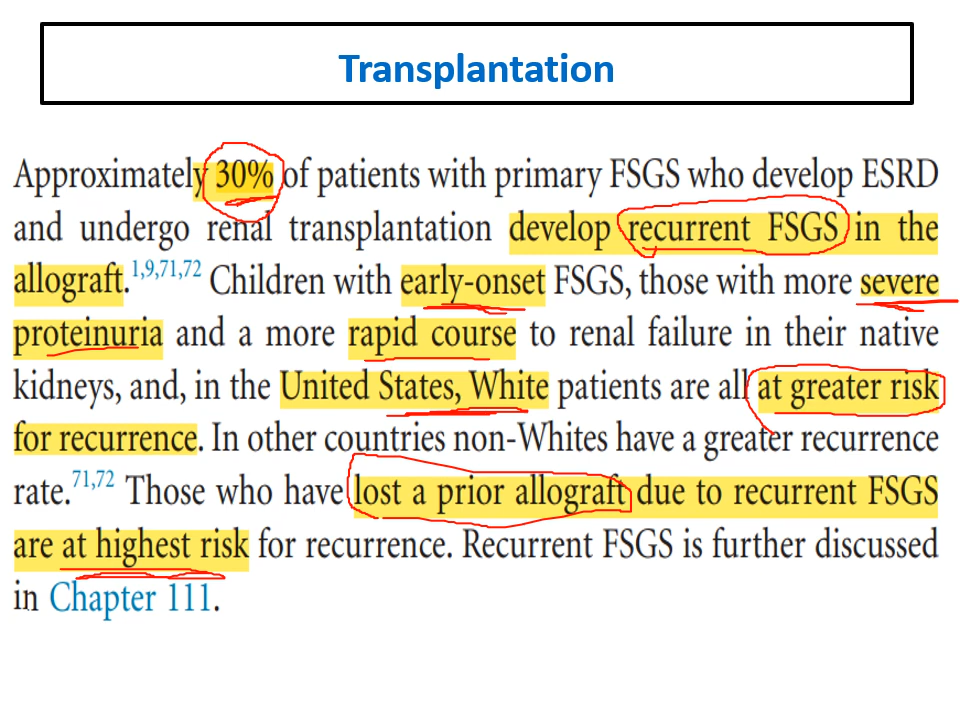 Transplantation
Approximately 30% of patients with primary FSGS who develop ESRD
and undergo renal transplantation develop recurrent FSGS in the
allograft.1,9,71,72 Children with early-onset FSGS, those with more severe
proteinuria and a more rapid course to renal failure in their native
kidneys, and, in the United States, White patients are all at greater risk
for recurrence. In other countries non-Whites have a greater recurrence
rate.71,72 Those who have lost a prior allograft due to recurrent FSGS
are at highest risk for recurrence. Recurrent FSGS is further discussed
in Chapter 111.